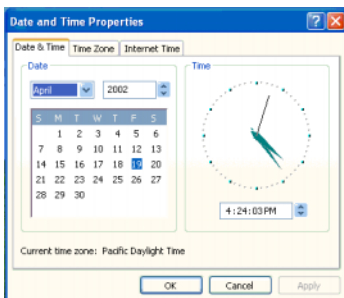 Date and Time Properties
Date & Time Time Zone Internet Time
Date
April 2002
S M T W T F S
1 2 3 4 5 6
7 8 9 10 11 12 13
14 15 16 17 18 19 20
21 22 23 24 25 26 27
28 29 30
Time
4:24:03 PM
Current time zone: Pacific Daylight Time
OK Cancel Apply